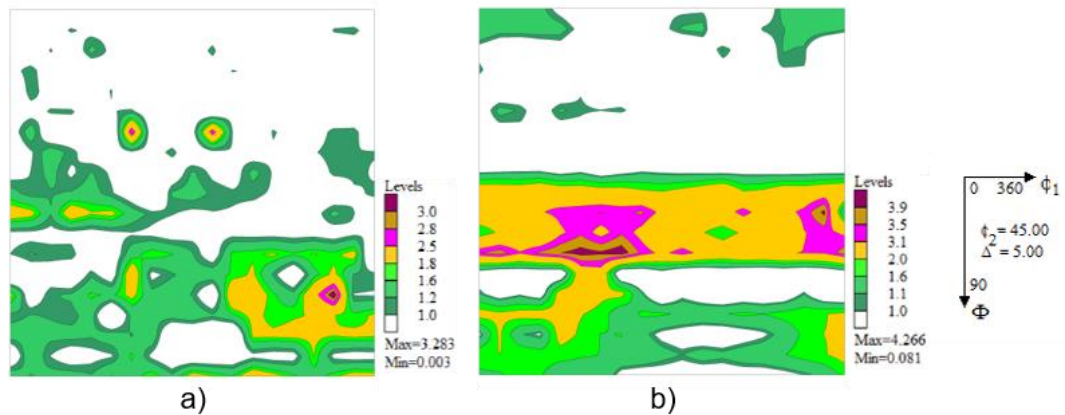 Levels
3.0
2.8
2.5
1.8
1.6
1.2
1.0
Max=3.283
Min=0.003
a)
Levels
3.9
3.5
3.1
2.0
1.6
1.1
1.0
Max=4.266
Min=0.081
b)
0 360 ϕ1
ϕ2 = 45.00
Δ = 5.00
90
Φ